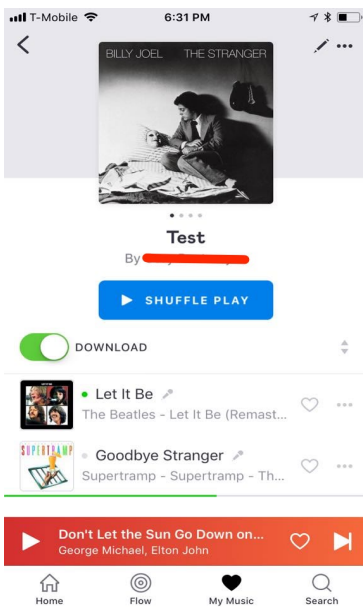 T-Mobile 6:31 PM
BILLY JOEL THE STRANGER
Test
By
SHUFFLE PLAY
DOWNLOAD
Let It Be
The Beatles - Let It Be (Remast...
SUPERTRAMP
Goodbye Stranger
Supertramp - Supertramp - Th...
Don't Let the Sun Go Down on...
George Michael, Elton John
Home Flow My Music Search